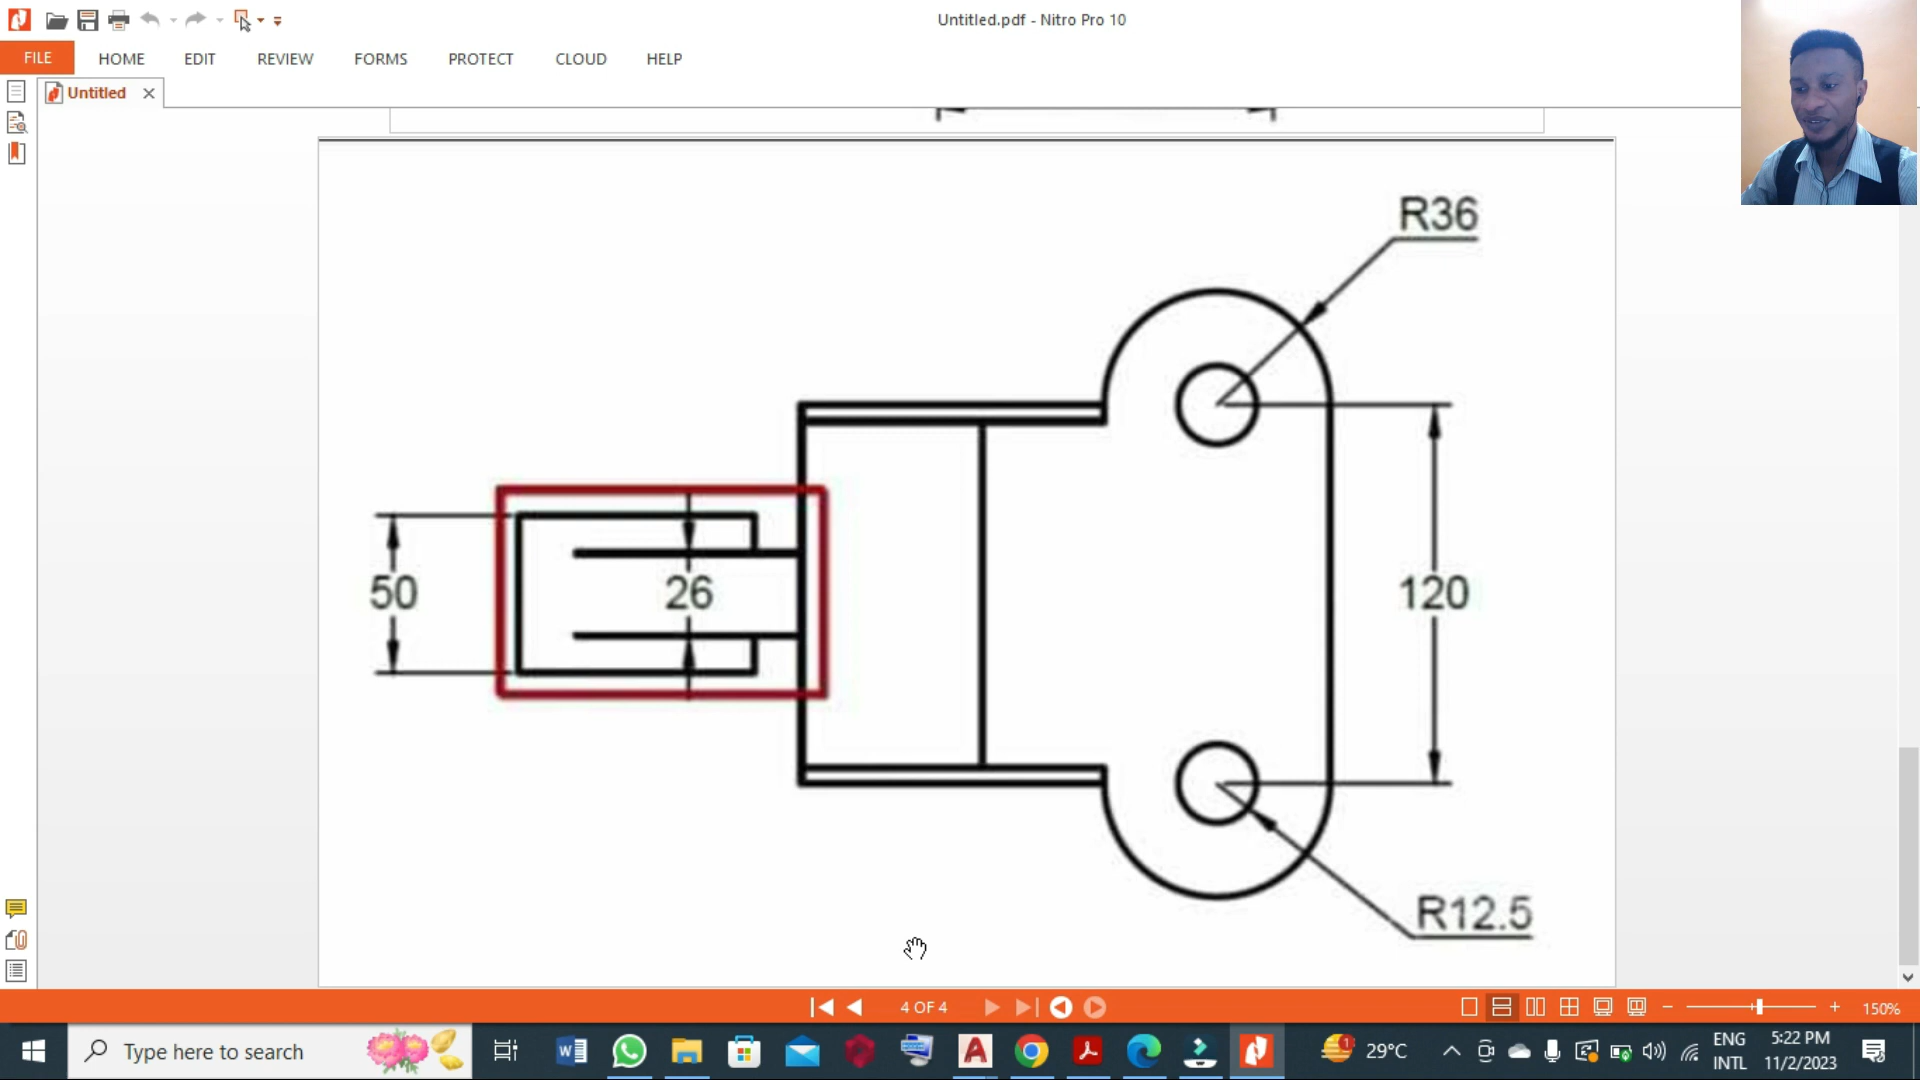 Untitled.pdf - Nitro Pro 10
FILE HOME EDIT REVIEW FORMS PROTECT CLOUD HELP
Untitled
R36
50
26
120
R12.5
4 OF 4
150%
Type here to search
29°C
ENG
INTL
5:22 PM
11/2/2023